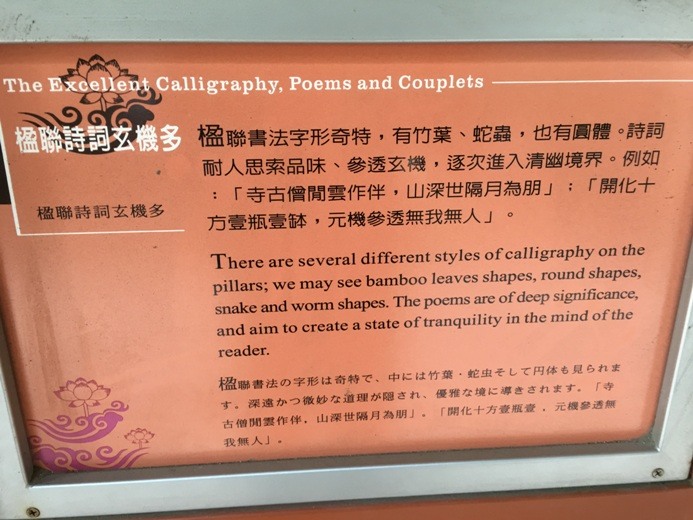 The Excellent Calligraphy, Poems and Couplets
楹聯詩詞玄機多
楹聯詩詞玄機多
楹聯書法字形奇特，有竹葉、蛇蟲，也有圓體。詩詞
耐人思索品味、參透玄機，逐次進入清幽境界。例如
：「寺古僧閒雲作伴，山深世隔月為朋」；「開化十
方壹瓶壹缽，元機參透無我無人」。
There are several different styles of calligraphy on the
pillars; we may see bamboo leaves shapes, round shapes,
snake and worm shapes. The poems are of deep significance,
and aim to create a state of tranquility in the mind of the
reader.
楹聯書法の字形は奇特で、中には竹葉・蛇虫そして円体も見られま
す。深遠かつ微妙な道理が隠され、優雅な境に導きされます。「寺
古僧閒雲作伴，山深世隔月為朋」。「開化十方壹瓶壹，元機參透無
我無人」。